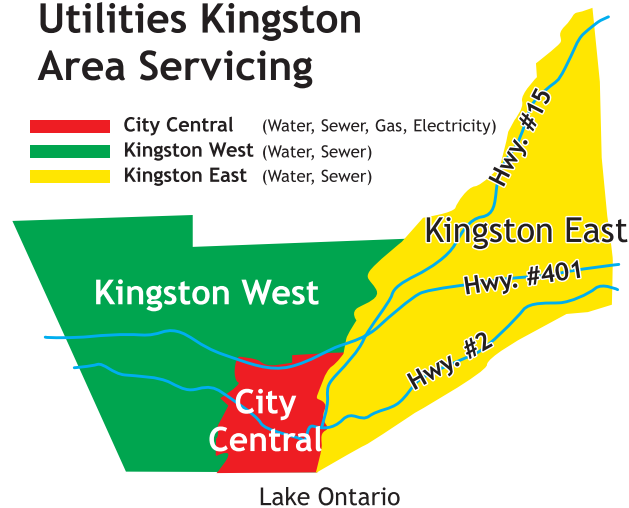 Utilities Kingston
Area Servicing
City Central (Water, Sewer, Gas, Electricity)
Kingston West (Water, Sewer)
Kingston East (Water, Sewer)
Hwy. #15
Kingston East
Hwy. #401
Kingston West
Hwy. #2
City
Central
Lake Ontario